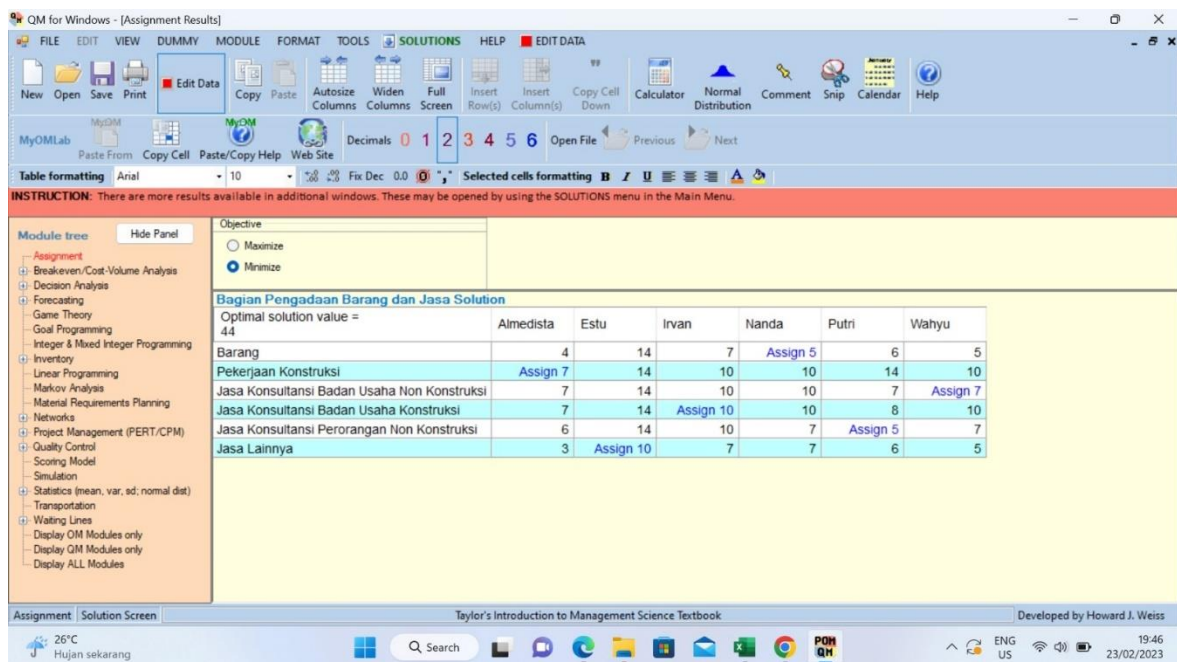 QM for Windows - [Assignment Results]
FILE EDIT VIEW DUMMY MODULE FORMAT TOOLS SOLUTIONS HELP EDIT DATA
New Open Save Print Edit Data Copy Paste Autosize Columns Widen Columns Full Screen Insert Row(s) Insert Column(s) Copy Cell Down Calculator Normal Distribution Comment Snip Calendar Help
MyOMLab Paste From Copy Cell Paste/Copy Help Web Site Decimals 0 1 2 3 4 5 6 Open File Previous Next
Table formatting Arial 10 Fix Dec 0.0 0 "," Selected cells formatting B I U A
INSTRUCTION: There are more results available in additional windows. These may be opened by using the SOLUTIONS menu in the Main Menu.
Module tree Hide Panel
Assignment
Breakeven/Cost-Volume Analysis
Decision Analysis
Forecasting
Game Theory
Goal Programming
Integer & Mixed Integer Programming
Inventory
Linear Programming
Markov Analysis
Material Requirements Planning
Networks
Project Management (PERT/CPM)
Quality Control
Scoring Model
Simulation
Statistics (mean, var, sd; normal dist)
Transportation
Waiting Lines
Display OM Modules only
Display QM Modules only
Display ALL Modules
Objective
Maximize
Minimize
Bagian Pengadaan Barang dan Jasa Solution
Optimal solution value = 44 Almedista Estu Irvan Nanda Putri Wahyu
Barang 4 14 7 Assign 5 6 5
Pekerjaan Konstruksi Assign 7 14 10 10 14 10
Jasa Konsultansi Badan Usaha Non Konstruksi 7 14 10 10 7 Assign 7
Jasa Konsultansi Badan Usaha Konstruksi 7 14 Assign 10 10 8 10
Jasa Konsultansi Perorangan Non Konstruksi 6 14 10 7 Assign 5 7
Jasa Lainnya 3 Assign 10 7 7 6 5
Assignment Solution Screen Taylor's Introduction to Management Science Textbook Developed by Howard J. Weiss
26°C
Hujan sekarang
Search
POM QM
ENG
US
19:46
23/02/2023